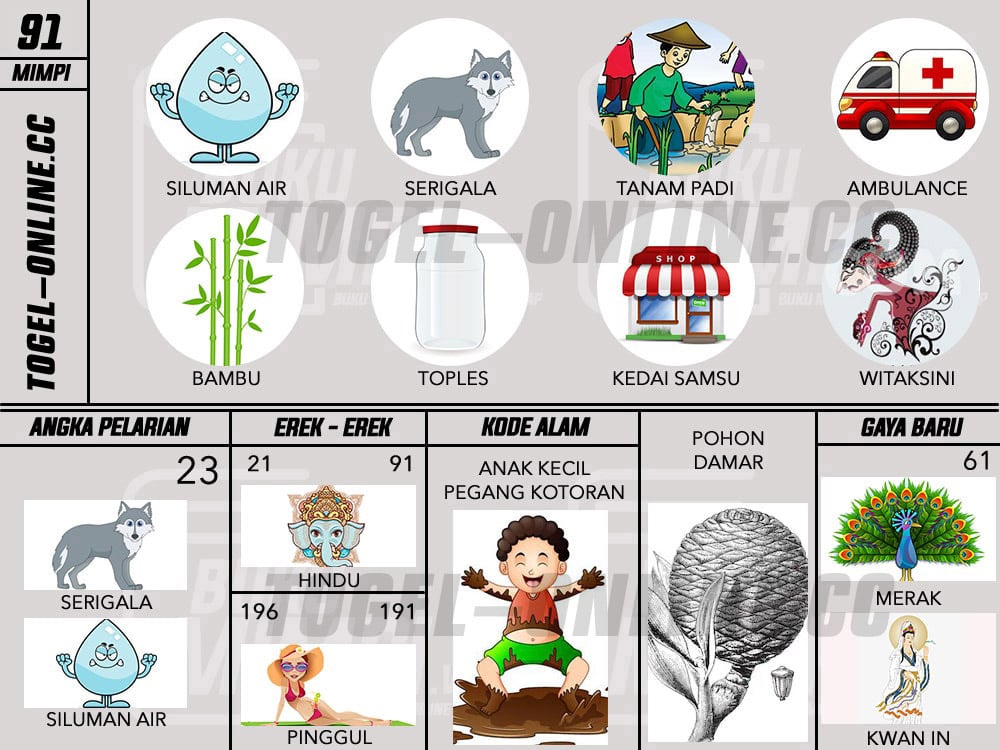 91
MIMPI
TOGEL-ONLINE.CC
SILUMAN AIR
SERIGALA
TANAM PADI
AMBULANCE
TOGEL-ONLINE.CC
BAMBU
TOPLES
SHOP
KEDAI SAMSU
WITAKSINI
ANGKA PELARIAN
23
SERIGALA
SILUMAN AIR
EREK - EREK
21 91
HINDU
196 191
PINGGUL
KODE ALAM
ANAK KECIL
PEGANG KOTORAN
POHON
DAMAR
GAYA BARU
61
MERAK
KWAN IN
TOGEL-ONLINE.CC